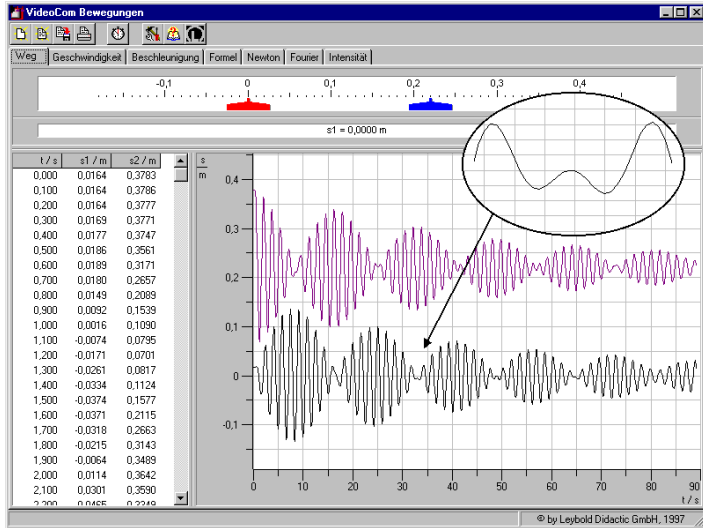 VideoCom Bewegungen
Weg Geschwindigkeit Beschleunigung Formel Newton Fourier Intensität
-0,1 0 0,1 0,2 0,3 0,4
s1 = 0,0000 m
t / s s1 / m s2 / m
0,000 0,0164 0,3783
0,100 0,0164 0,3786
0,200 0,0164 0,3777
0,300 0,0169 0,3771
0,400 0,0177 0,3747
0,500 0,0186 0,3561
0,600 0,0189 0,3171
0,700 0,0180 0,2657
0,800 0,0149 0,2089
0,900 0,0092 0,1539
1,000 0,0016 0,1090
1,100 -0,0074 0,0795
1,200 -0,0171 0,0701
1,300 -0,0261 0,0817
1,400 -0,0334 0,1124
1,500 -0,0374 0,1577
1,600 -0,0371 0,2115
1,700 -0,0318 0,2663
1,800 -0,0215 0,3143
1,900 -0,0064 0,3489
2,000 0,0114 0,3642
2,100 0,0301 0,3590
2,200 0,0465 0,3349
s
m
0,4
0,3
0,2
0,1
0
-0,1
0 10 20 30 40 50 60 70 80 90
t / s
© by Leybold Didactic GmbH, 1997